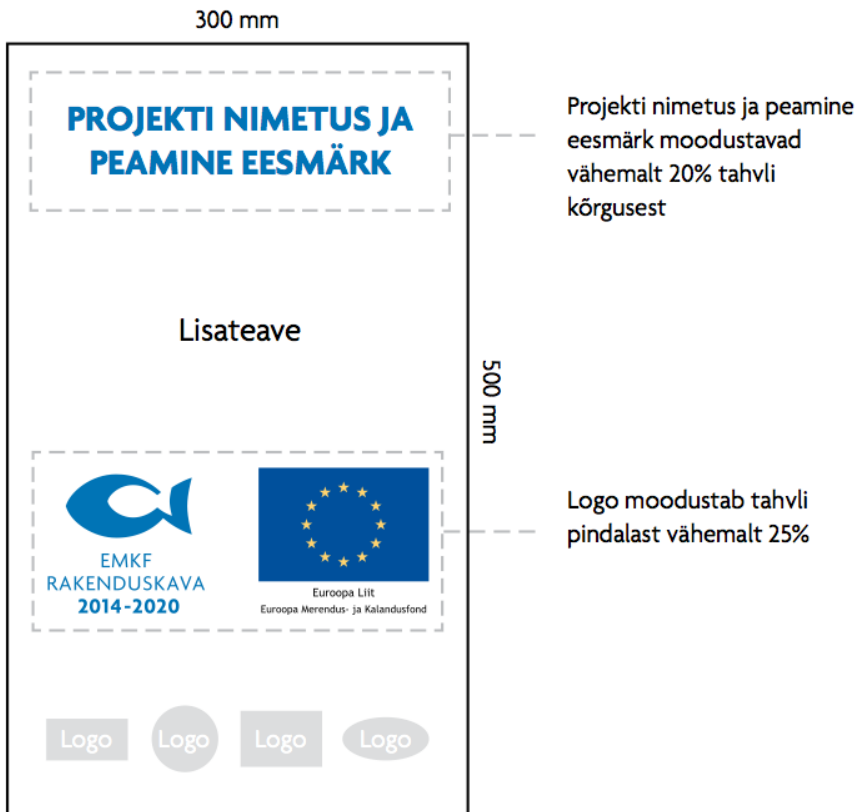 300 mm
PROJEKTI NIMETUS JA
PEAMINE EESMÄRK
Projekti nimetus ja peamine
eesmärk moodustavad
vähemalt 20% tahvli
kõrgusest
Lisateave
500 mm
EMKF
RAKENDUSKAVA
2014-2020
Euroopa Liit
Euroopa Merendus- ja Kalandusfond
Logo moodustab tahvli
pindalast vähemalt 25%
Logo Logo Logo Logo